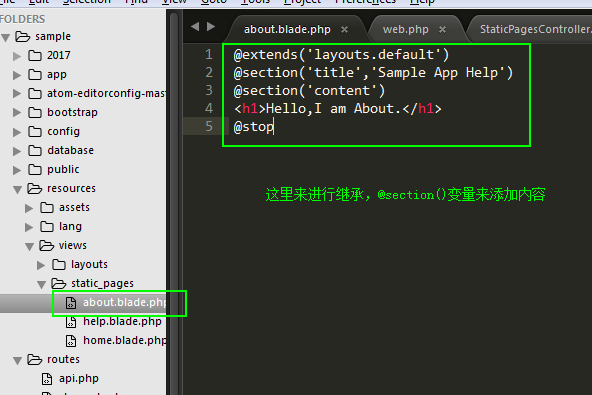 File Edit Selection Find View Goto Tools Project Preferences Help
FOLDERS
sample
2017
app
atom-editorconfig-mas
bootstrap
config
database
public
resources
assets
lang
views
layouts
static_pages
about.blade.php
help.blade.php
home.blade.php
routes
api.php
about.blade.php ×
web.php ×
StaticPagesController.
1 @extends('layouts.default')
2 @section('title','Sample App Help')
3 @section('content')
4 <h1>Hello,I am About.</h1>
5 @stop
这里来进行继承，@section()变量来添加内容